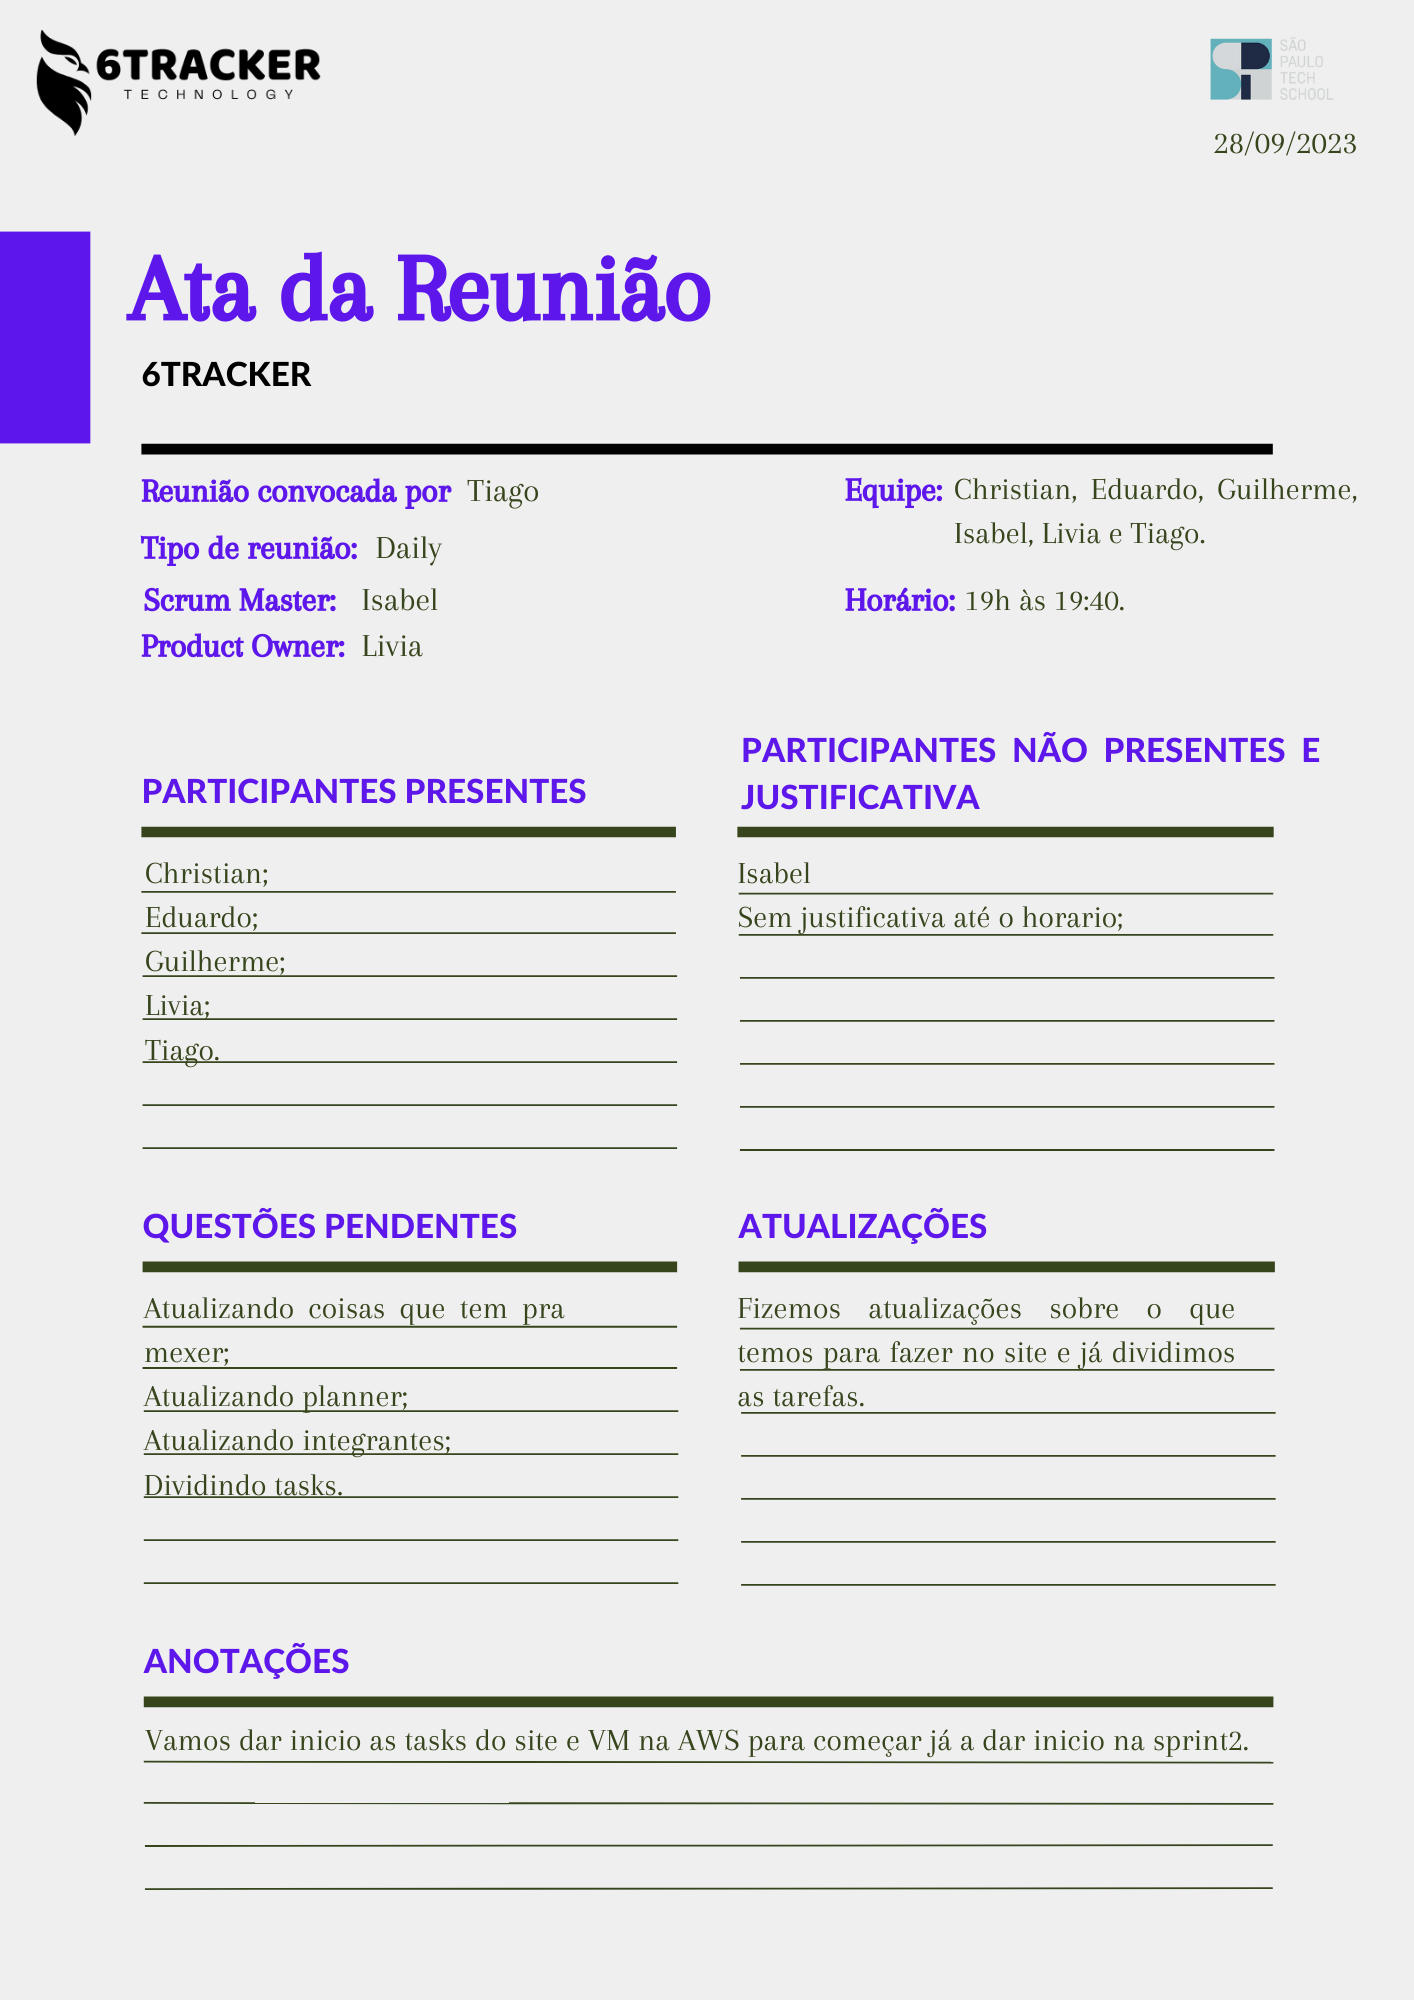 6TRACKER
TECHNOLOGY
SÃO
PAULO
TECH
SCHOOL
28/09/2023
Ata da Reunião
6TRACKER
Reunião convocada por Tiago
Tipo de reunião: Daily
Scrum Master: Isabel
Product Owner: Livia
Equipe: Christian, Eduardo, Guilherme,
Isabel, Livia e Tiago.
Horário: 19h às 19:40.
PARTICIPANTES PRESENTES
Christian;
Eduardo;
Guilherme;
Livia;
Tiago.
PARTICIPANTES NÃO PRESENTES E
JUSTIFICATIVA
Isabel
Sem justificativa até o horario;
QUESTÕES PENDENTES
Atualizando coisas que tem pra
mexer;
Atualizando planner;
Atualizando integrantes;
Dividindo tasks.
ATUALIZAÇÕES
Fizemos atualizações sobre o que
temos para fazer no site e já dividimos
as tarefas.
ANOTAÇÕES
Vamos dar inicio as tasks do site e VM na AWS para começar já a dar inicio na sprint2.